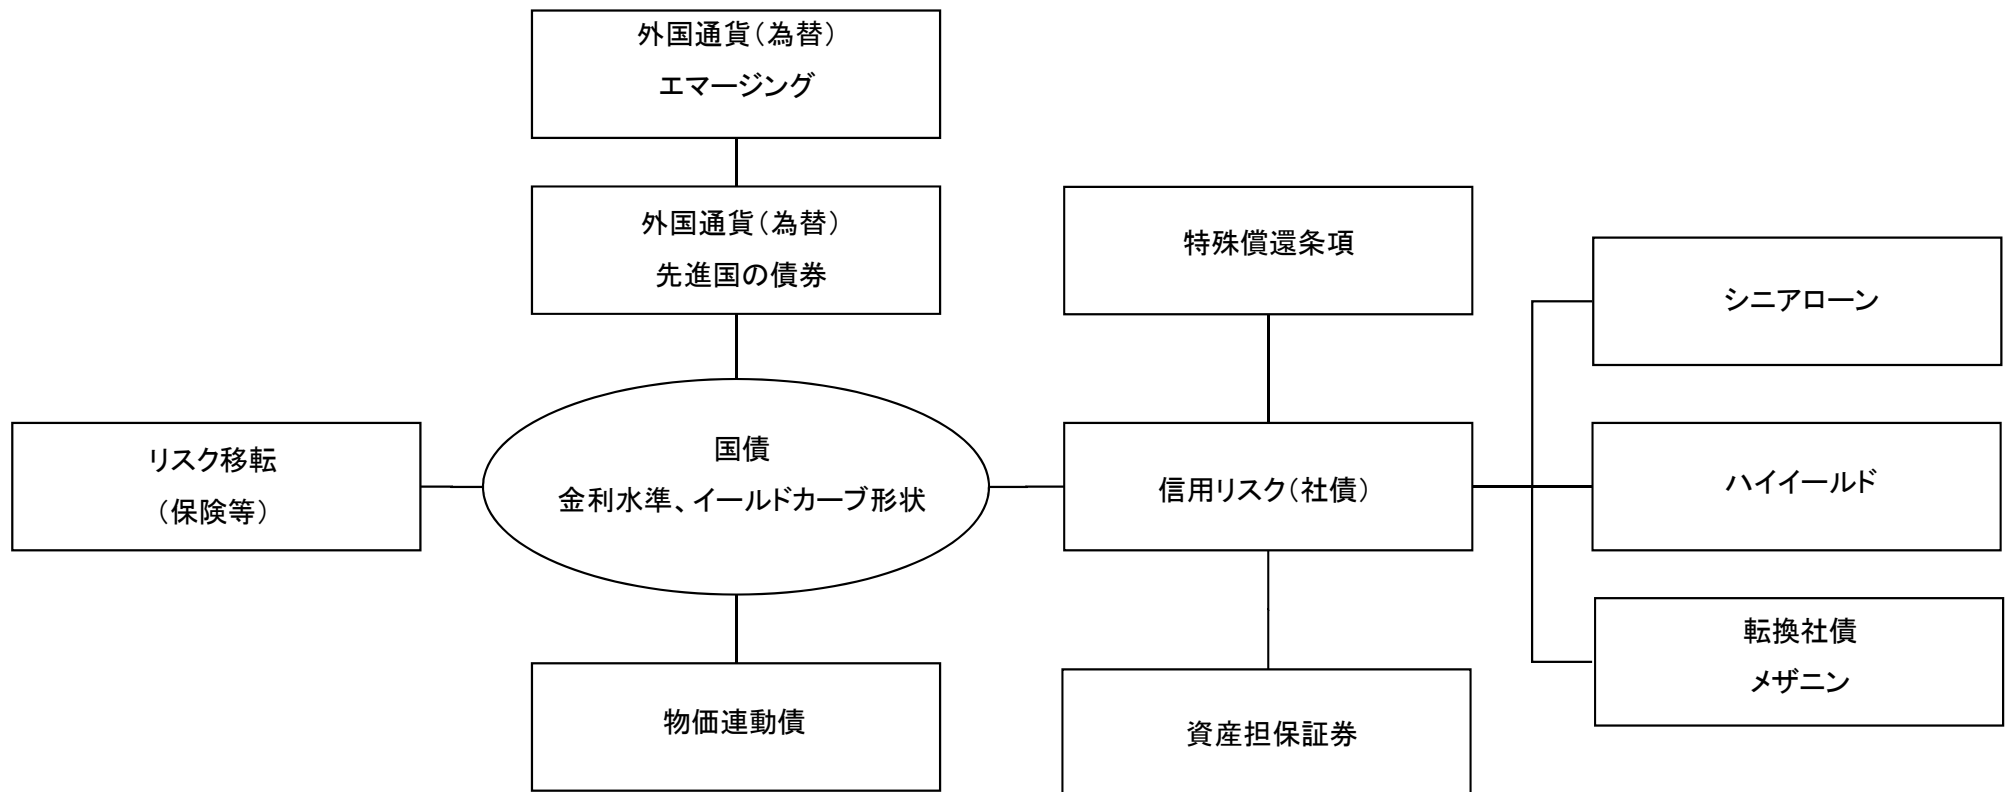 外国通貨（為替）
エマージング
外国通貨（為替）
先進国の債券
特殊償還条項
シニアローン
リスク移転
（保険等）
国債
金利水準、イールドカーブ形状
信用リスク（社債）
ハイイールド
転換社債
メザニン
物価連動債
資産担保証券